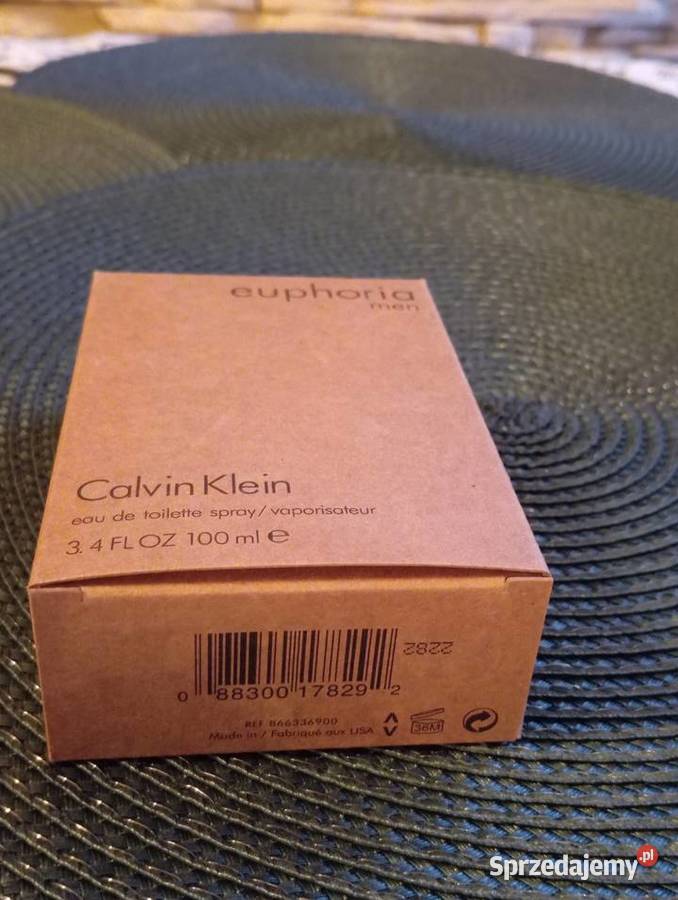 euphoria
men
Calvin Klein
eau de toilette spray/vaporisateur
3.4 FL OZ 100 ml ℮
2282
0 88300 17829 2
REF 866336900
Made in / Fabriqué aux USA
36M
Sprzedajemy.pl